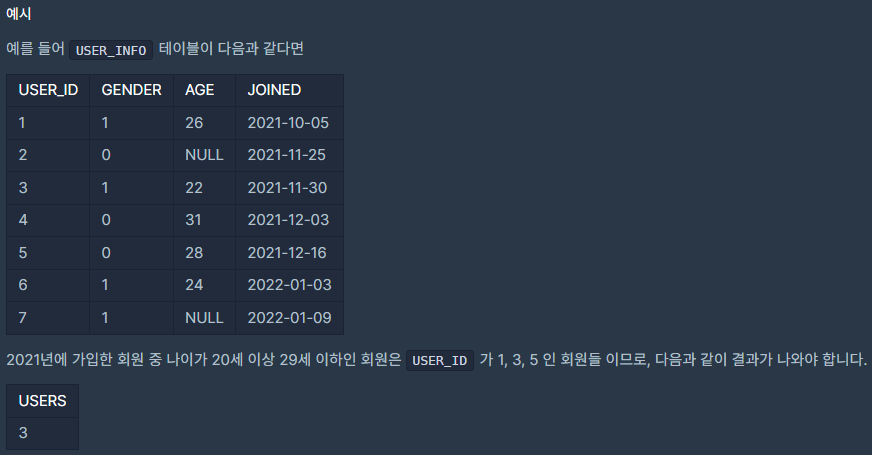 예시
예를 들어 USER_INFO 테이블이 다음과 같다면
USER_ID GENDER AGE JOINED
1 1 26 2021-10-05
2 0 NULL 2021-11-25
3 1 22 2021-11-30
4 0 31 2021-12-03
5 0 28 2021-12-16
6 1 24 2022-01-03
7 1 NULL 2022-01-09
2021년에 가입한 회원 중 나이가 20세 이상 29세 이하인 회원은 USER_ID 가 1, 3, 5 인 회원들 이므로, 다음과 같이 결과가 나와야 합니다.
USERS
3